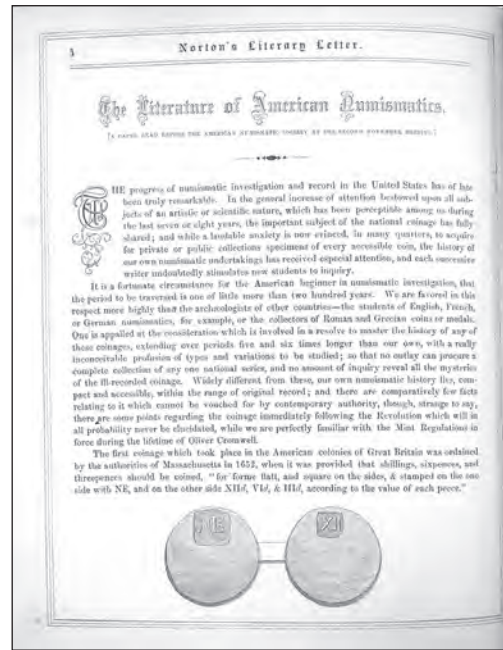 4
Norton's Literary Letter.
The Literature of American Numismatics.
[A PAPER READ BEFORE THE AMERICAN NUMISMATIC SOCIETY AT THE SECOND NOVEMBER MEETING.]
THE progress of numismatic investigation and record in the United States has of late
been truly remarkable. In the general increase of attention bestowed upon all sub-
jects of an artistic or scientific nature, which has been perceptible among us during
the last seven or eight years, the important subject of the national coinage has fully
shared; and while a laudable anxiety is now evinced, in many quarters, to acquire
for private or public collections specimens of every accessible coin, the history of
our own numismatic undertakings has received especial attention, and each successive
writer undoubtedly stimulates new students to inquiry.
It is a fortunate circumstance for the American beginner in numismatic investigation, that
the period to be traversed is one of little more than two hundred years. We are favored in this
respect more highly than the archæologists of other countries—the students of English, French,
or German numismatics, for example, or the collectors of Roman and Grecian coins or medals.
One is appalled at the consideration which is involved in a resolve to master the history of any of
these coinages, extending over periods five and six times longer than our own, with a really
inconceivable profusion of types and variations to be studied; so that no outlay can procure a
complete collection of any one national series, and no amount of inquiry reveal all the mysteries
of the ill-recorded coinage. Widely different from these, our own numismatic history lies, com-
pact and accessible, within the range of original record; and there are comparatively few facts
relating to it which cannot be vouched for by contemporary authority, though, strange to say,
there are some points regarding the coinage immediately following the Revolution which will in
all probability never be elucidated, while we are perfectly familiar with the Mint Regulations in
force during the lifetime of Oliver Cromwell.
The first coinage which took place in the American colonies of Great Britain was ordained
by the authorities of Massachusetts in 1652, when it was provided that shillings, sixpences, and
threepences should be coined, "for forme flatt, and square on the sides, & stamped on the one
side with NE, and on the other side XIId, VId, & IIId, according to the value of each peece."